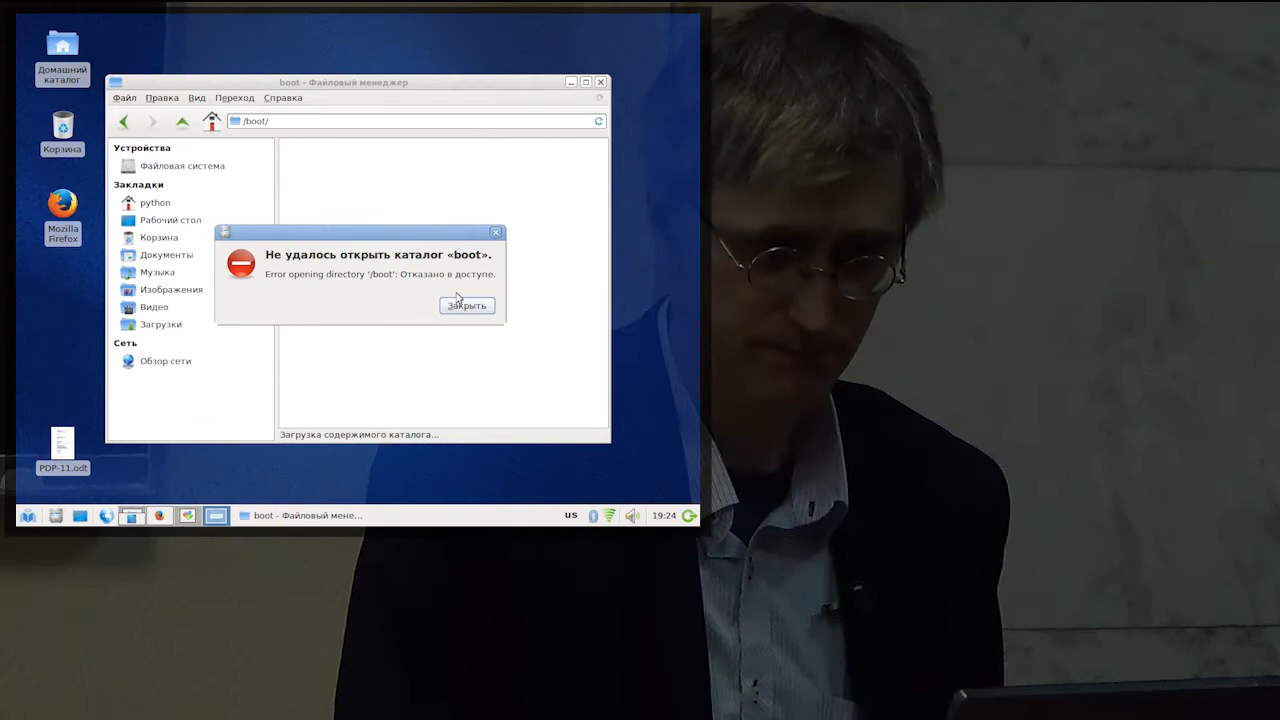 Домашний
каталог
Корзина
Mozilla
Firefox
PDP-11.odt
boot - Файловый менеджер
Файл Правка Вид Переход Справка
/boot/
Устройства
Файловая система
Закладки
python
Рабочий стол
Корзина
Документы
Музыка
Изображения
Видео
Загрузки
Сеть
Обзор сети
Не удалось открыть каталог «boot».
Error opening directory '/boot': Отказано в доступе.
Закрыть
Загрузка содержимого каталога...
boot - Файловый мене...
us
19:24